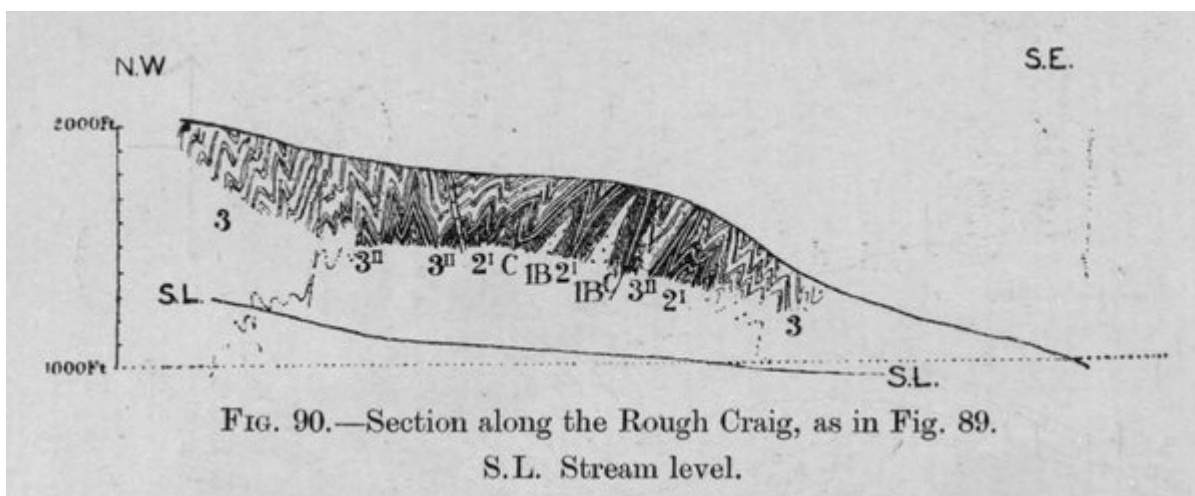 N.W
S.E.
2000Ft.
3
3II 3II 2I C 1B 2I 1B C 3II 2I
3
S.L.
1000Ft
S.L.
FIG. 90.—Section along the Rough Craig, as in Fig. 89.
S.L. Stream level.